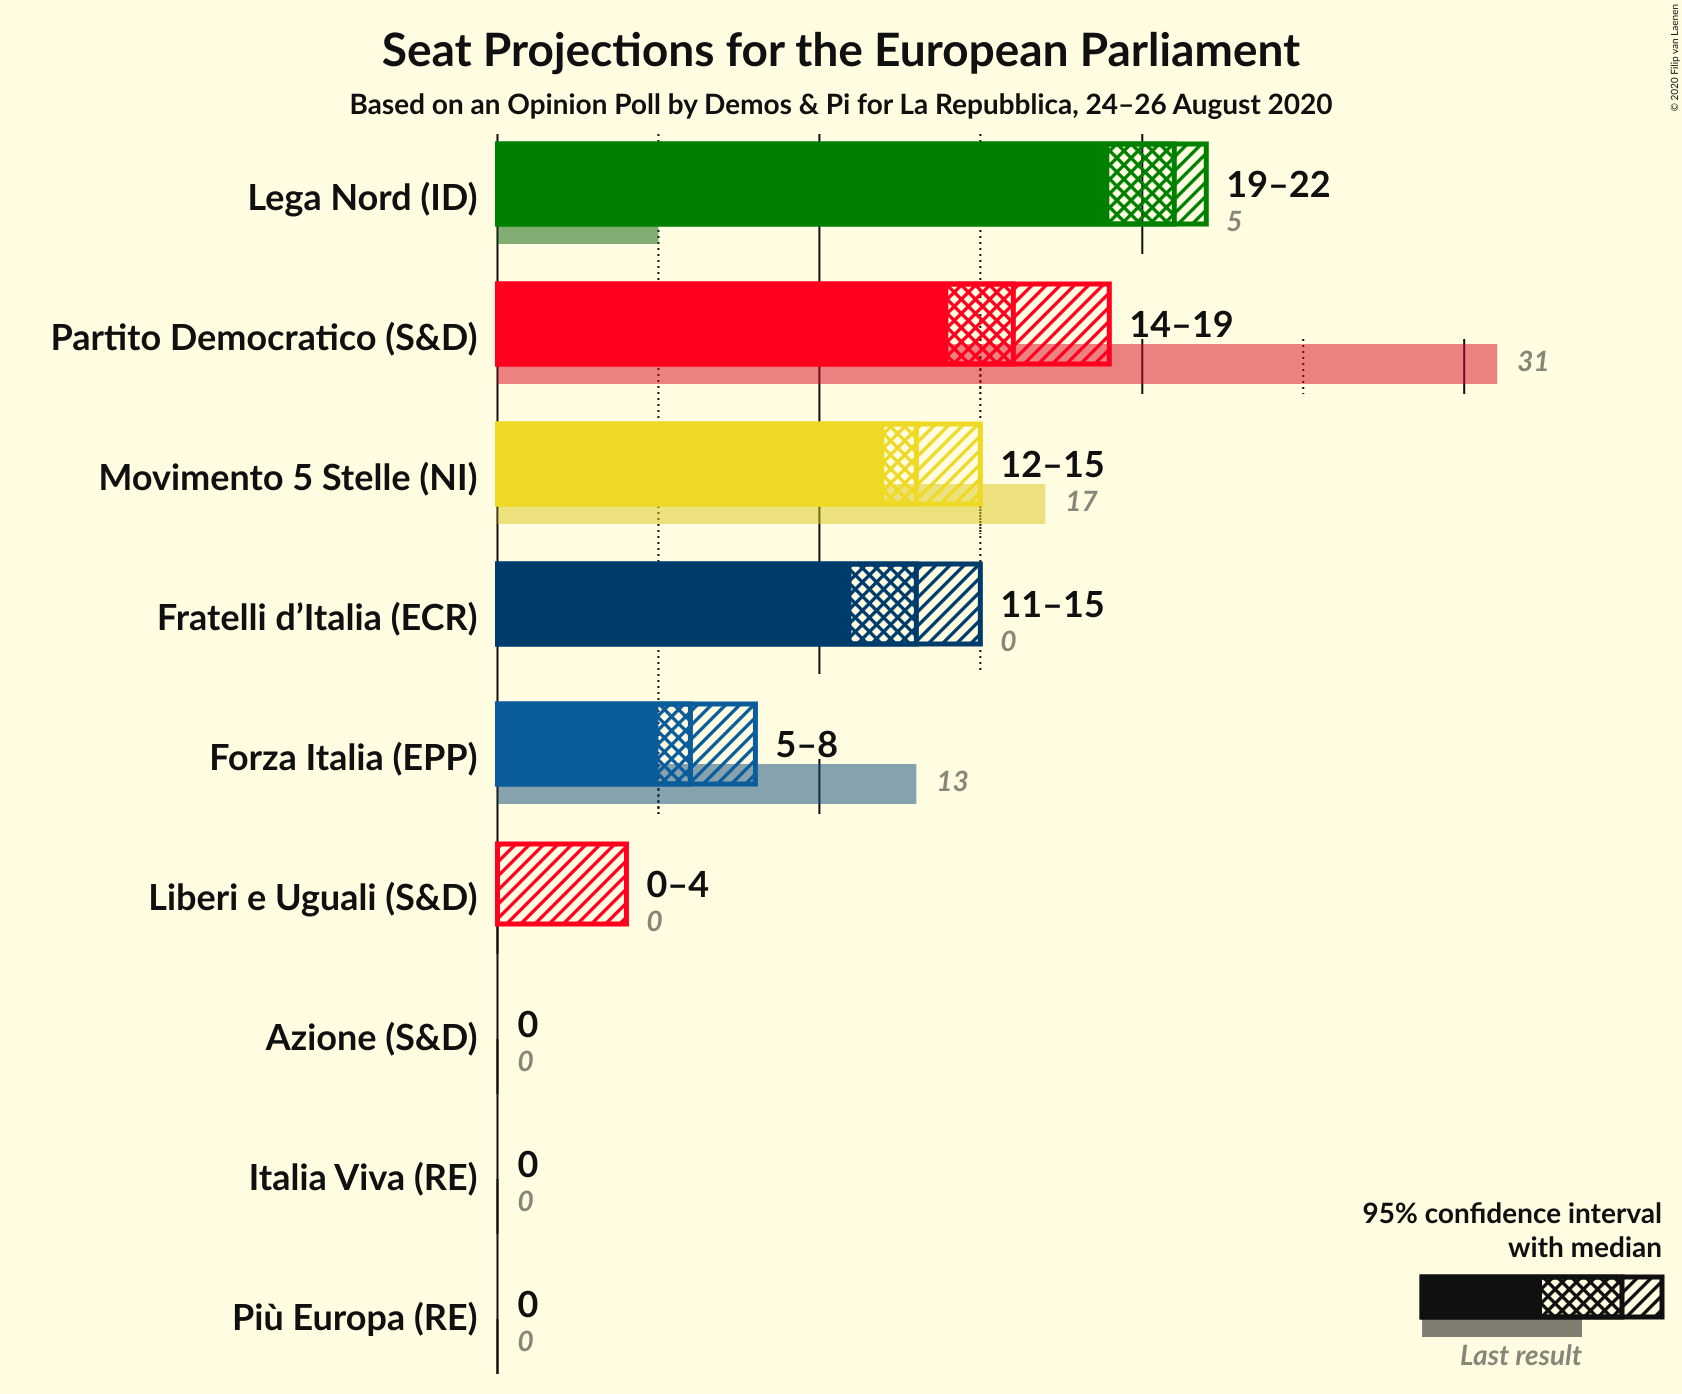 Seat Projections for the European Parliament
Based on an Opinion Poll by Demos & Pi for La Repubblica, 24–26 August 2020
© 2020 Filip van Laenen
Lega Nord (ID)
19–22
5
Partito Democratico (S&D)
14–19
31
Movimento 5 Stelle (NI)
12–15
17
Fratelli d’Italia (ECR)
11–15
0
Forza Italia (EPP)
5–8
13
Liberi e Uguali (S&D)
0–4
0
Azione (S&D)
0
0
Italia Viva (RE)
0
0
Più Europa (RE)
0
0
95% confidence interval
with median
Last result